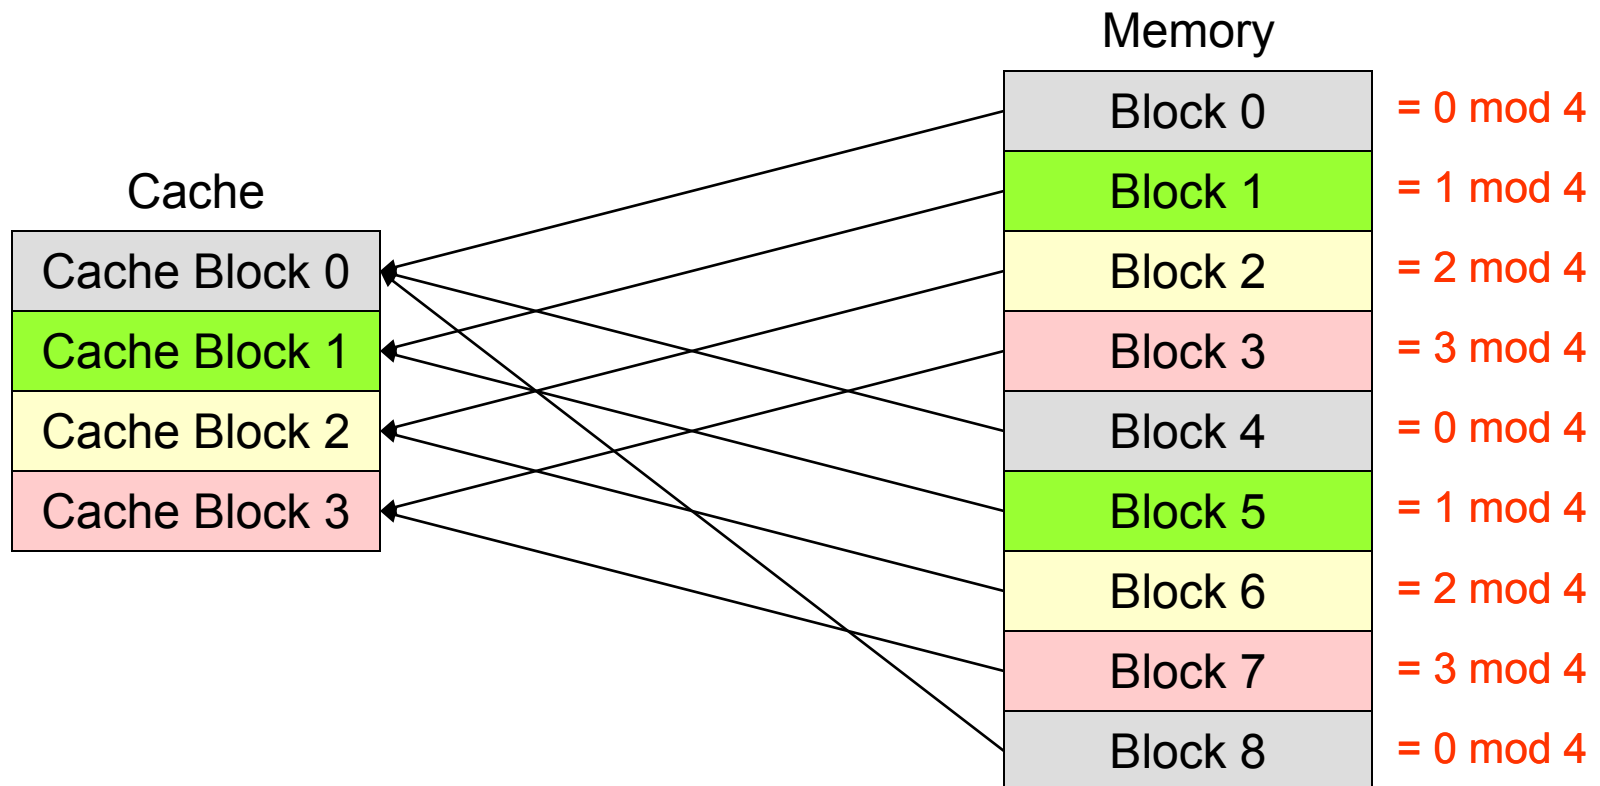 Memory
Block 0 = 0 mod 4
Cache Block 1 = 1 mod 4
Cache Block 0 Block 2 = 2 mod 4
Cache Block 1 Block 3 = 3 mod 4
Cache Block 2 Block 4 = 0 mod 4
Cache Block 3 Block 5 = 1 mod 4
Block 6 = 2 mod 4
Block 7 = 3 mod 4
Block 8 = 0 mod 4